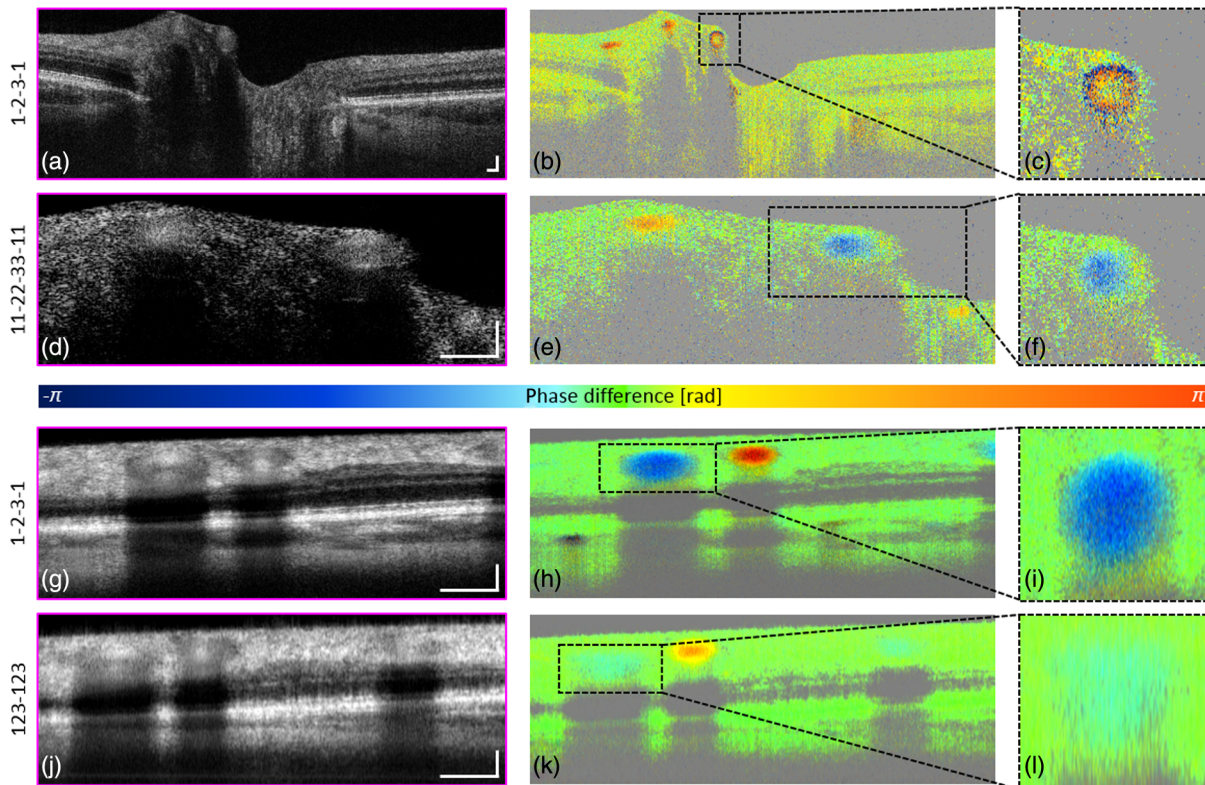 1-2-3-1
(a)
(b)
(c)
11-22-33-11
(d)
(e)
(f)
-π
Phase difference [rad]
π
1-2-3-1
(g)
(h)
(i)
123-123
(j)
(k)
(l)